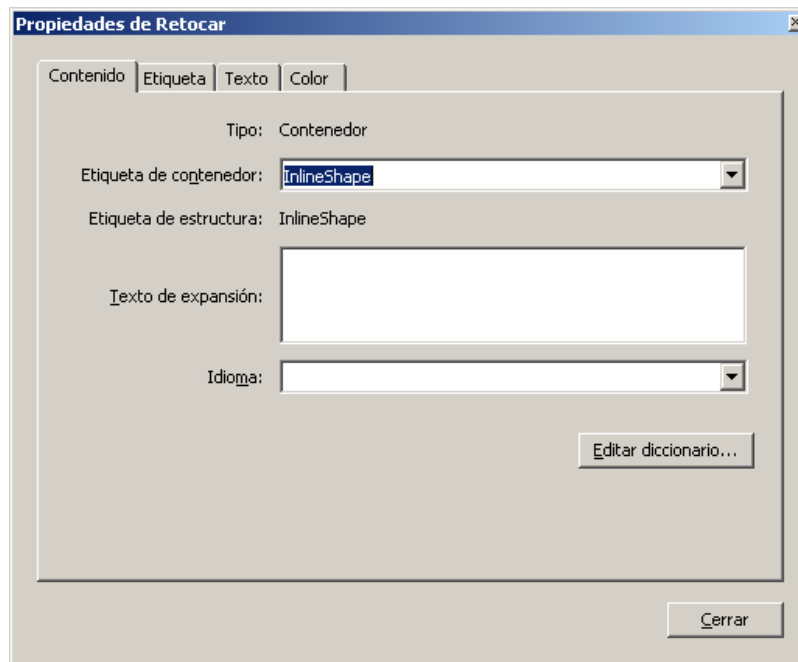 Propiedades de Retocar
Contenido Etiqueta Texto Color
Tipo: Contenedor
Etiqueta de contenedor: InlineShape
Etiqueta de estructura: InlineShape
Texto de expansión:
Idioma:
Editar diccionario...
Cerrar